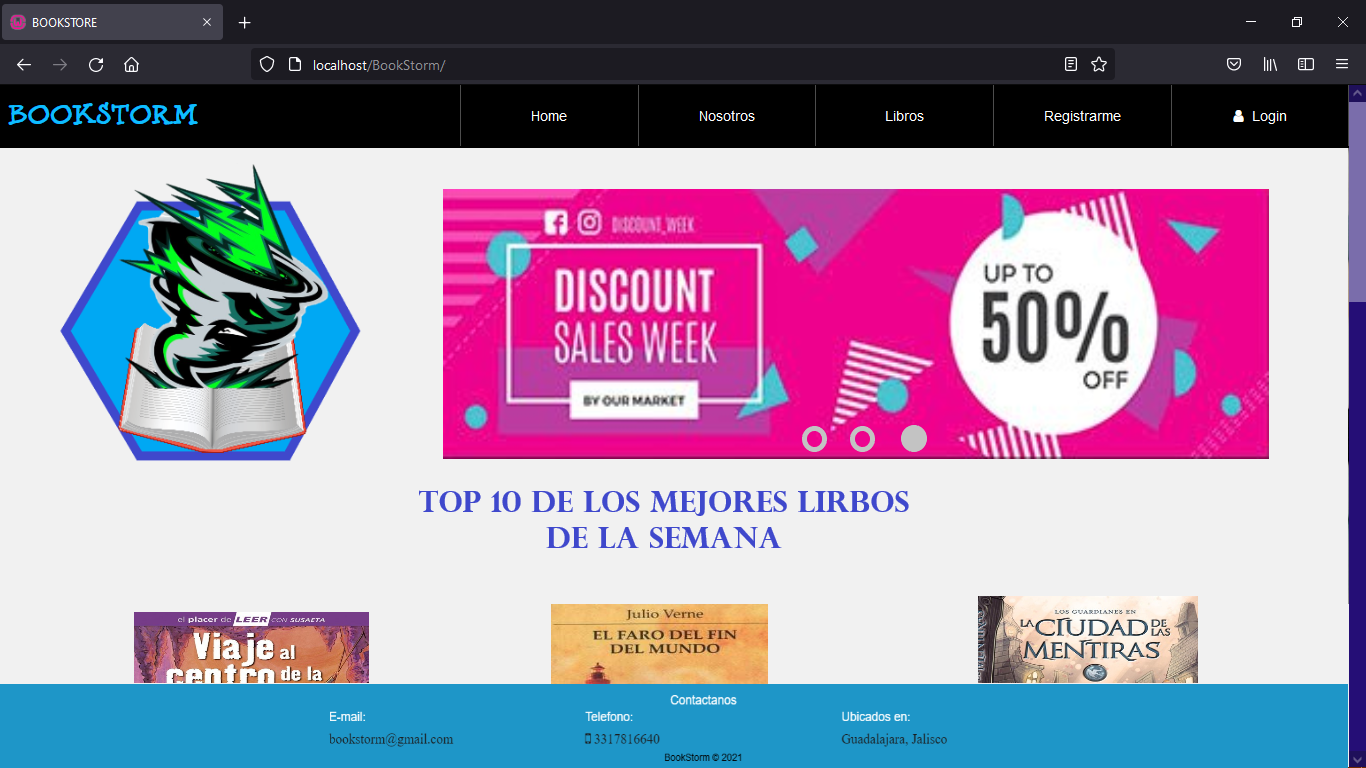 BOOKSTORE
localhost/BookStorm/
BOOKSTORM
Home
Nosotros
Libros
Registrarme
Login
DISCOUNT_WEEK
DISCOUNT
SALES WEEK
BY OUR MARKET
UP TO
50%
OFF
TOP 10 DE LOS MEJORES LIRBOS
DE LA SEMANA
el placer de LEER CON SUSAETA
Viaje al
centro de la
Julio Verne
EL FARO DEL FIN
DEL MUNDO
LOS GUARDIANES EN
LA CIUDAD DE LAS
MENTIRAS
Contactanos
E-mail:
Telefono:
Ubicados en:
bookstorm@gmail.com
3317816640
Guadalajara, Jalisco
BookStorm © 2021